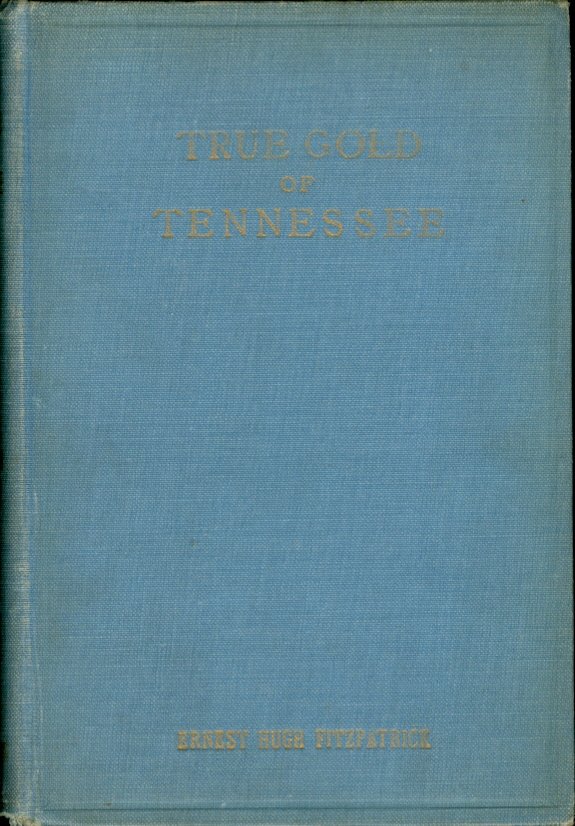 TRUE GOLD
OF
TENNESSEE
ERNEST HUGH FITZPATRICK